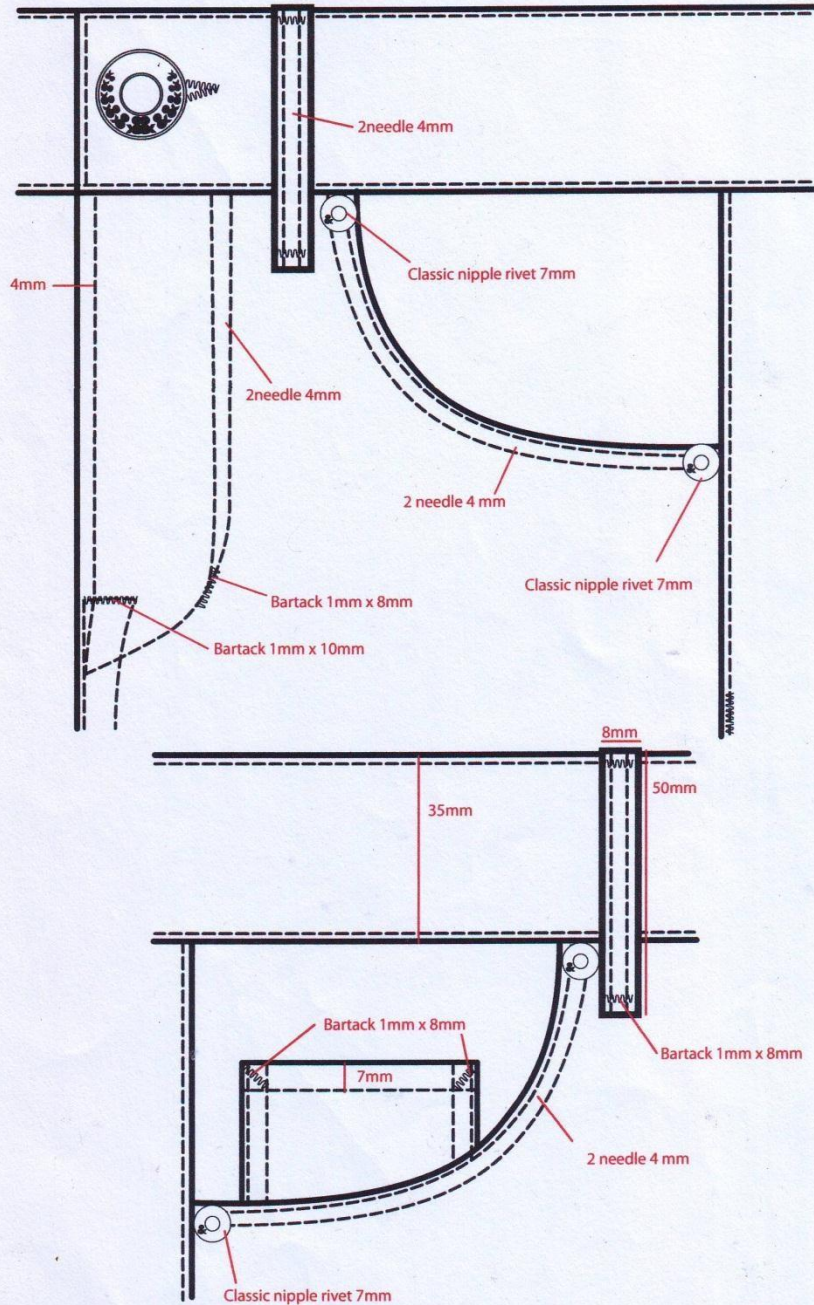 2needle 4mm
Classic nipple rivet 7mm
4mm
2needle 4mm
2 needle 4 mm
Classic nipple rivet 7mm
Bartack 1mm x 8mm
Bartack 1mm x 10mm
8mm
50mm
35mm
Bartack 1mm x 8mm
Bartack 1mm x 8mm
7mm
2 needle 4 mm
Classic nipple rivet 7mm